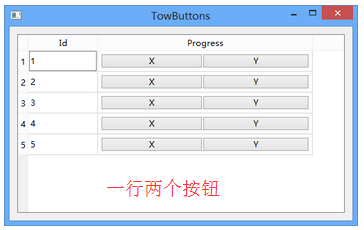 TowButtons
Id Progress
1 1 X Y
2 2 X Y
3 3 X Y
4 4 X Y
5 5 X Y
一行两个按钮